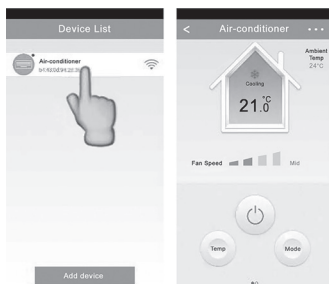 Device List
Air-conditioner
Add device
< Air-conditioner ...
Ambient
Temp
24°C
Cooling
21.0°C
Fan Speed
Mid
Temp
Mode